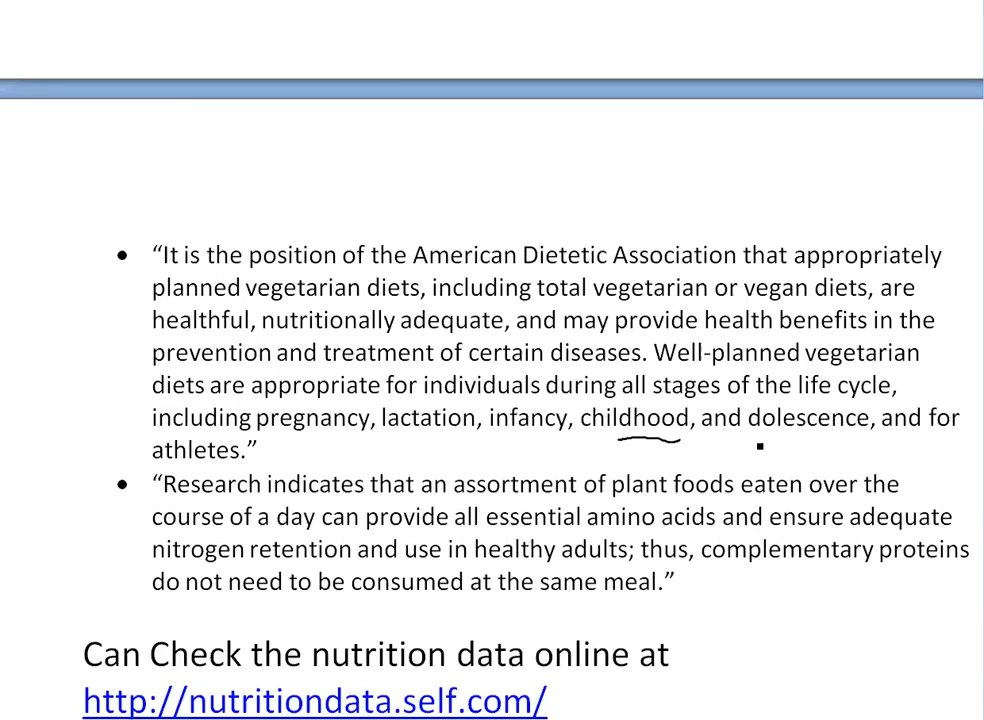 • “It is the position of the American Dietetic Association that appropriately
planned vegetarian diets, including total vegetarian or vegan diets, are
healthful, nutritionally adequate, and may provide health benefits in the
prevention and treatment of certain diseases. Well-planned vegetarian
diets are appropriate for individuals during all stages of the life cycle,
including pregnancy, lactation, infancy, childhood, and dolescence, and for
athletes.”
• “Research indicates that an assortment of plant foods eaten over the
course of a day can provide all essential amino acids and ensure adequate
nitrogen retention and use in healthy adults; thus, complementary proteins
do not need to be consumed at the same meal.”
Can Check the nutrition data online at
http://nutritiondata.self.com/